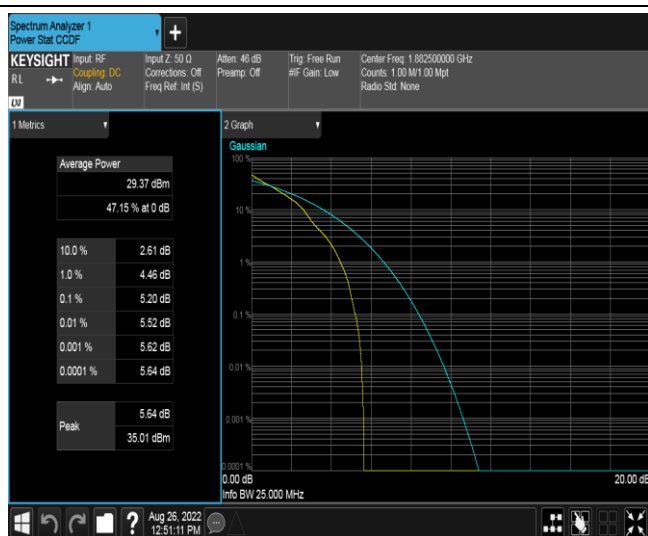 Spectrum Analyzer 1
Power Stat CCDF
+
KEYSIGHT
RL
LXI
Input: RF
Coupling: DC
Align: Auto
Input Z: 50 Ω
Corrections: Off
Freq Ref: Int (S)
Atten: 46 dB
Preamp: Off
Trig: Free Run
#IF Gain: Low
Center Freq: 1.882500000 GHz
Counts: 1.00 M/1.00 Mpt
Radio Std: None
1 Metrics
Average Power
29.37 dBm
47.15 % at 0 dB
10.0 % 2.61 dB
1.0 % 4.46 dB
0.1 % 5.20 dB
0.01 % 5.52 dB
0.001 % 5.62 dB
0.0001 % 5.64 dB
Peak
5.64 dB
35.01 dBm
2 Graph
Gaussian
100 %
10 %
1 %
0.1 %
0.01 %
0.001 %
0.0001 %
0.00 dB
20.00 dB
Info BW 25.000 MHz
?
Aug 26, 2022
12:51:11 PM